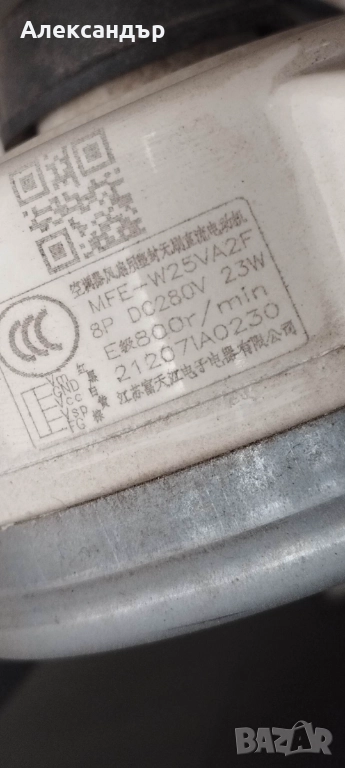 Александър
空调器风扇用塑封无刷直流电动机
MFE-W25VA2F
8P DC280V 23W
E级800r/min
212071A0230
江苏富天江电子电器有限公司
Vm
GND
Vcc
Vsp
FG
BAZAR